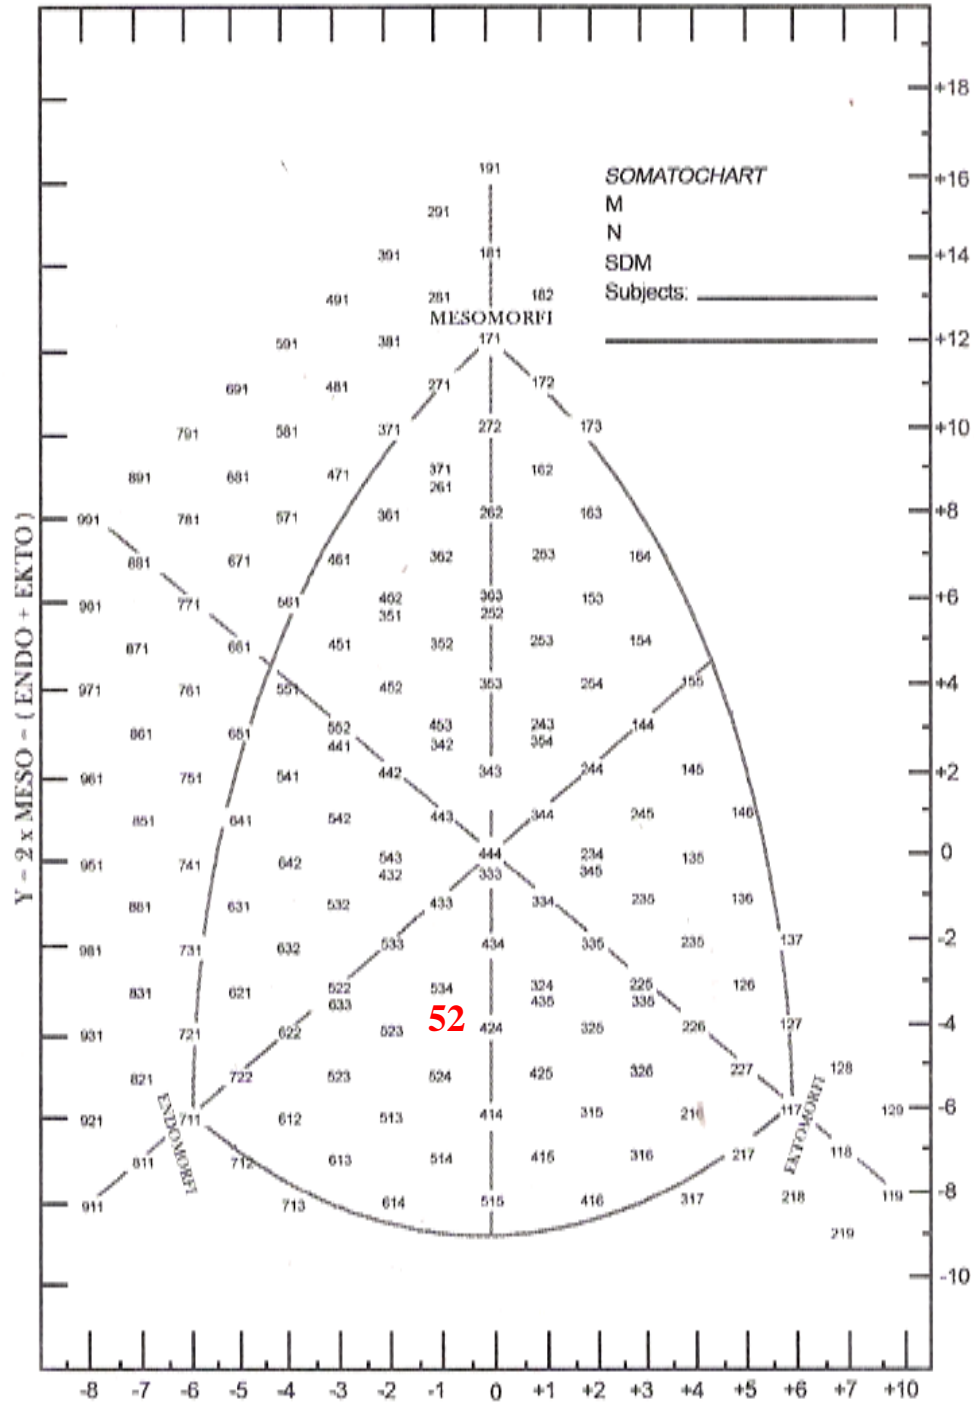 +18
191
SOMATOCHART
+16
M
291
N
391 181
+14
SDM
491 281 182
Subjects:
MESOMORFI
591 381 171
+12
691 481 271 172
791 581 371 272 173
+10
891 681 471 371 162
261
991 781 571 361 262 163
+8
881 671 461 362 263 164
981 771 561 462 363 153
+6
351 252
871 661 451 352 253 154
971 761 551 452 353 254 155
+4
861 651 552 453 243 144
441 342 354
961 751 541 442 343 244 145
+2
851 641 542 443 344 245 146
951 741 642 543 444 234 135
0
432 333 345
881 631 532 433 334 235 136
981 731 632 533 434 335 235 137
-2
831 621 522 534 324 225 126
633 435 335
52
931 721 622 523 424 325 226 127
-4
821 722 523 524 425 326 227 128
921 711 612 513 414 315 216 117 129
-6
811 712 613 514 415 316 217 118
911 713 614 515 416 317 218 119
-8
219
-10
ENDOMORFI
EKTOMORFI
Y – 2 x MESO – ( ENDO + EKTO )
-8 -7 -6 -5 -4 -3 -2 -1 0 +1 +2 +3 +4 +5 +6 +7 +10